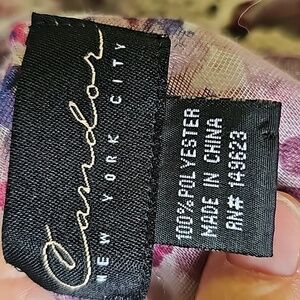 Candor
NEW YORK CITY
100% POLYESTER
MADE IN CHINA
RN# 149623